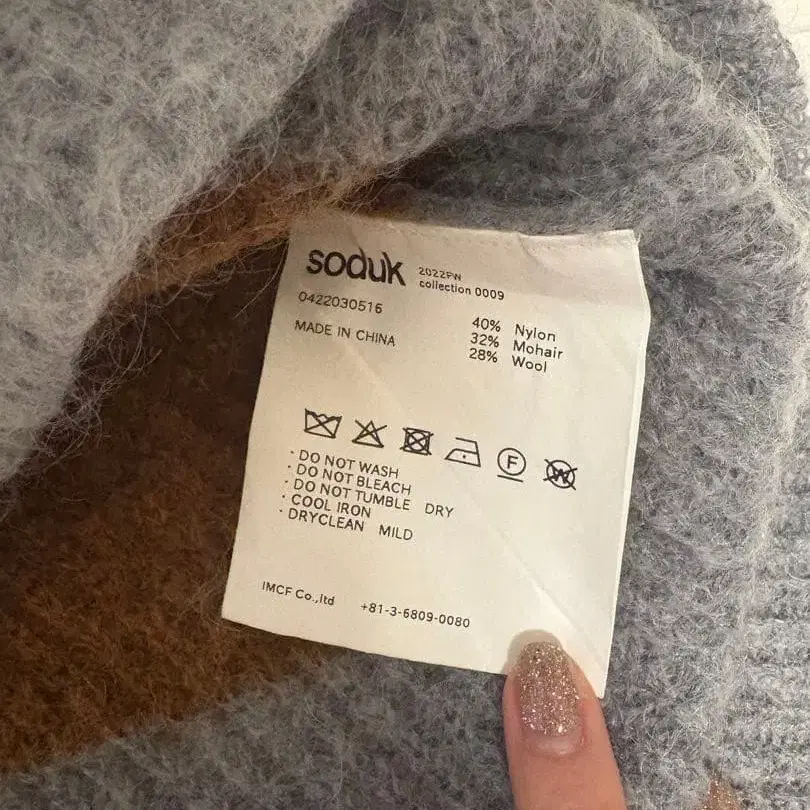 soduk 2022FW
collection 0009
0422030516
MADE IN CHINA
40% Nylon
32% Mohair
28% Wool
F W
· DO NOT WASH
· DO NOT BLEACH
· DO NOT TUMBLE DRY
· COOL IRON
· DRYCLEAN MILD
IMCF Co.,ltd +81-3-6809-0080